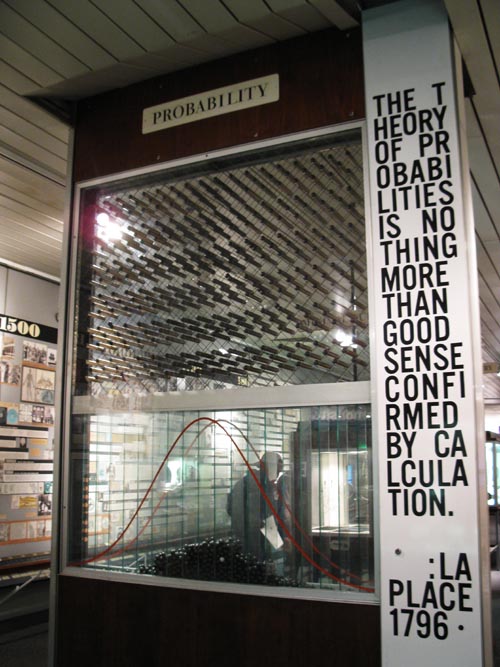 PROBABILITY
THE T
HEORY
OF PR
OBABI
LITIES
IS NO
THING
MORE
THAN
GOOD
SENSE
CONFI
RMED
BY CA
LCULA
TION.
:LA
PLACE
1796.
1500